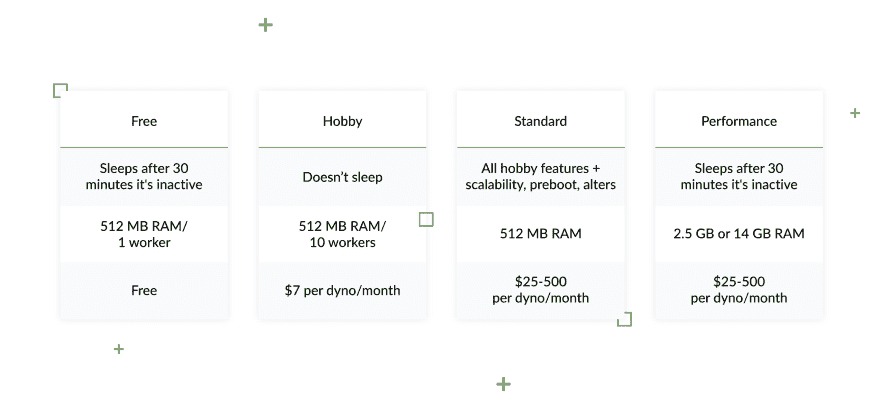 Free
Sleeps after 30
minutes it's inactive
512 MB RAM/
1 worker
Free
Hobby
Doesn’t sleep
512 MB RAM/
10 workers
$7 per dyno/month
Standard
All hobby features +
scalability, preboot, alters
512 MB RAM
$25-500
per dyno/month
Performance
Sleeps after 30
minutes it's inactive
2.5 GB or 14 GB RAM
$25-500
per dyno/month